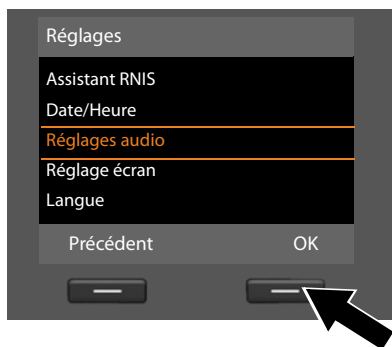 Réglages
Assistant RNIS
Date/Heure
Réglages audio
Réglage écran
Langue
Précédent OK